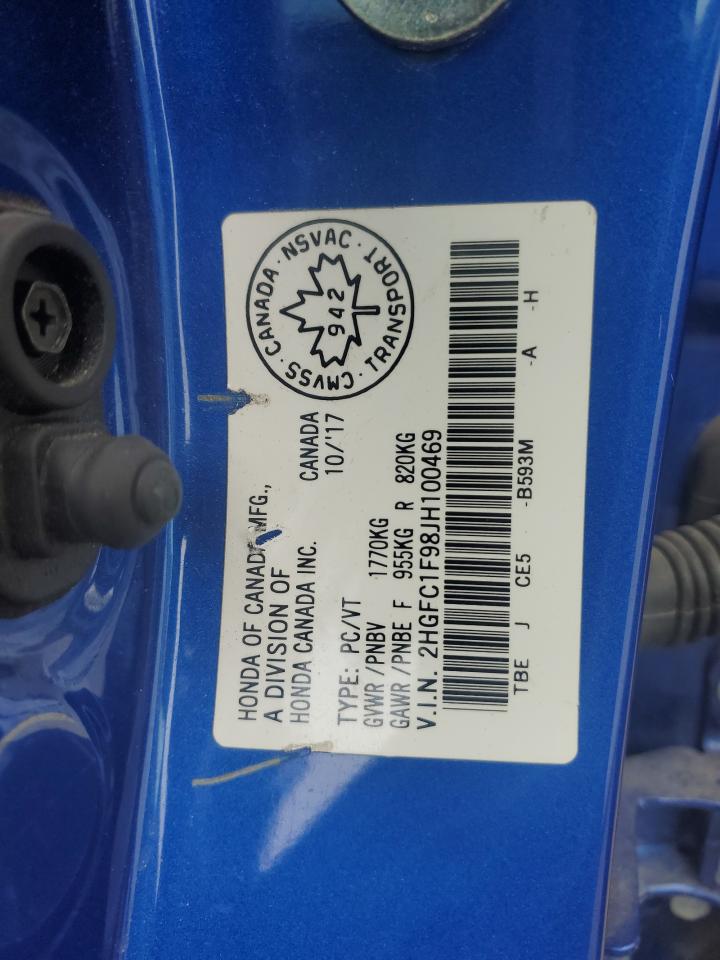 HONDA OF CANADA MFG.,
A DIVISION OF
HONDA CANADA INC.
CANADA
10/'17
TYPE: PC/VT
GVWR /PNBV 1770KG
GAWR /PNBE F 955KG R 820KG
V.I.N. 2HGFC1F98JH100469
TBE J CE5 -B593M -A -H
CMVSS · CANADA · NSVAC · TRANSPORT ·
942